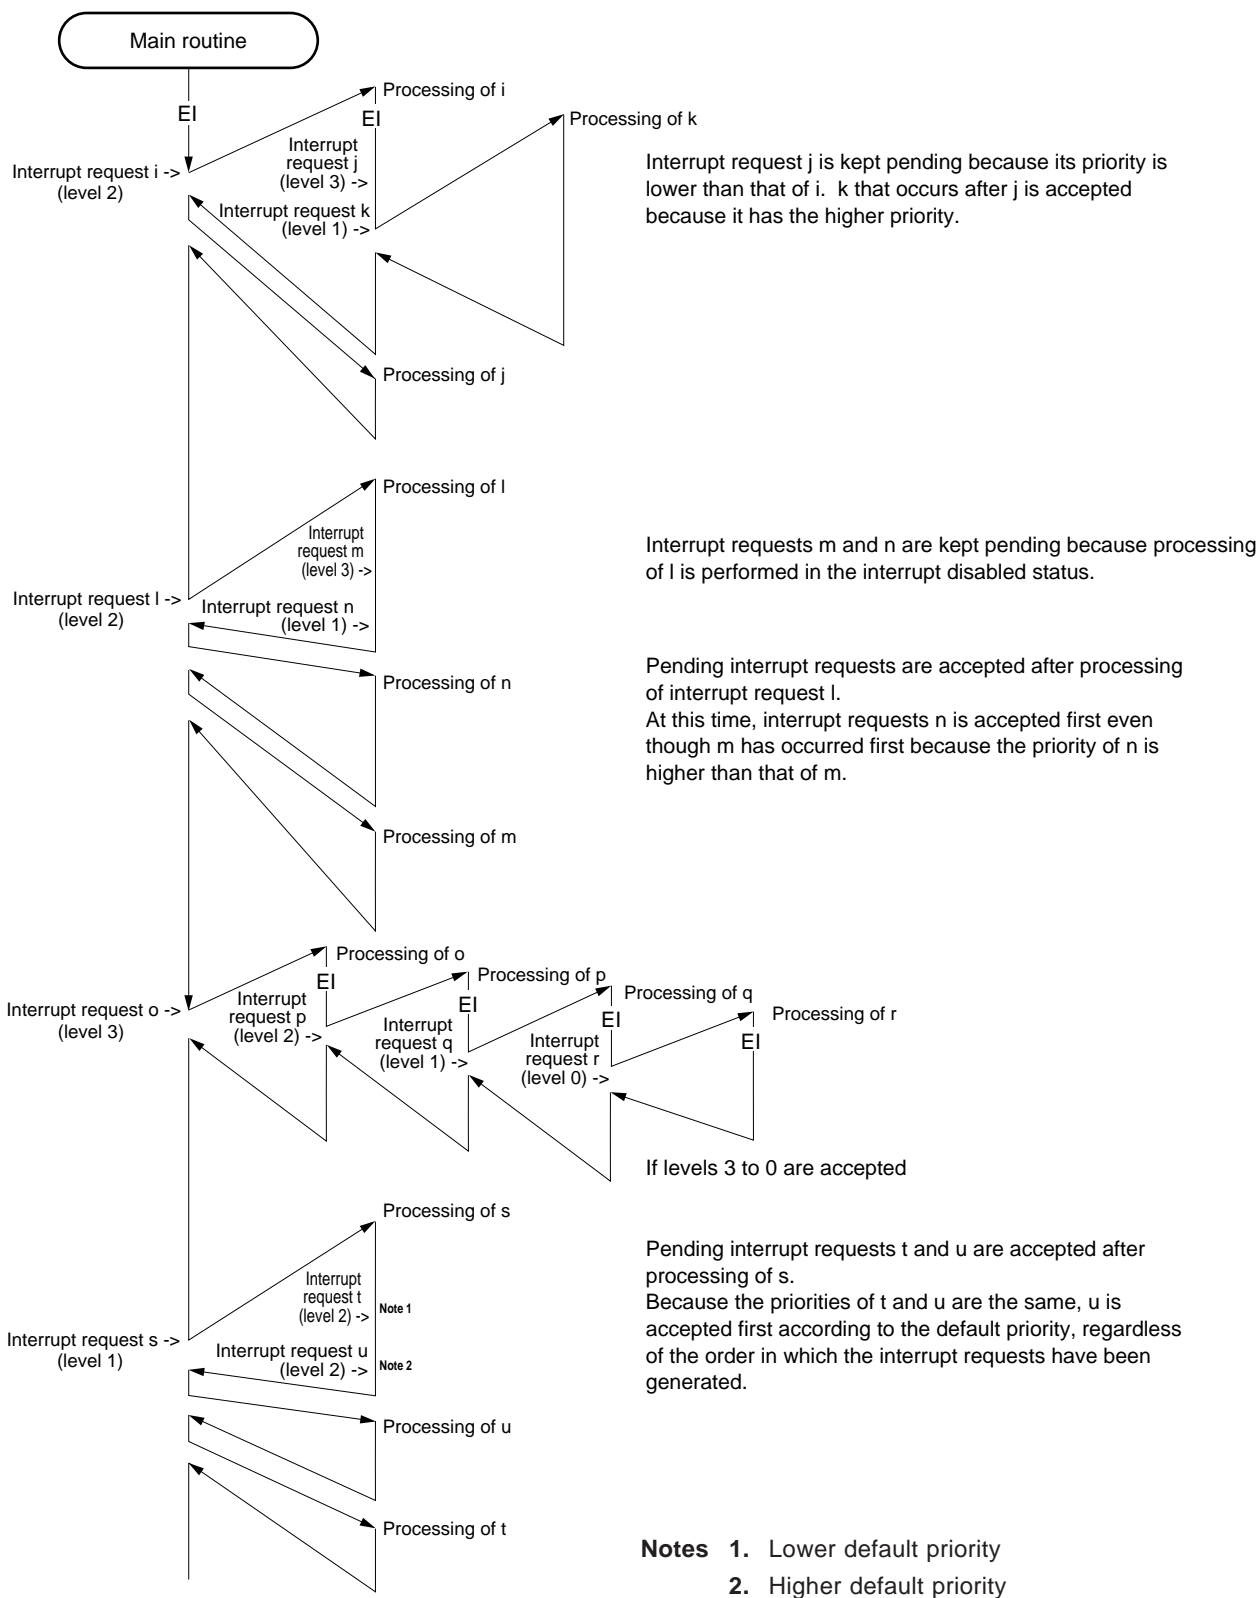 Main routine
EI
Processing of i
EI
Processing of k
Interrupt
request j
(level 3) ->
Interrupt request i ->
(level 2)
Interrupt request k
(level 1) ->
Interrupt request j is kept pending because its priority is
lower than that of i. k that occurs after j is accepted
because it has the higher priority.
Processing of j
Processing of l
Interrupt
request m
(level 3) ->
Interrupt request l ->
(level 2)
Interrupt request n
(level 1) ->
Interrupt requests m and n are kept pending because processing
of l is performed in the interrupt disabled status.
Processing of n
Pending interrupt requests are accepted after processing
of interrupt request l.
At this time, interrupt requests n is accepted first even
though m has occurred first because the priority of n is
higher than that of m.
Processing of m
Processing of o
EI
Processing of p
EI
Processing of q
EI
Processing of r
EI
Interrupt request o ->
(level 3)
Interrupt
request p
(level 2) ->
Interrupt
request q
(level 1) ->
Interrupt
request r
(level 0) ->
If levels 3 to 0 are accepted
Processing of s
Interrupt
request t
(level 2) -> Note 1
Interrupt request s ->
(level 1)
Interrupt request u
(level 2) -> Note 2
Pending interrupt requests t and u are accepted after
processing of s.
Because the priorities of t and u are the same, u is
accepted first according to the default priority, regardless
of the order in which the interrupt requests have been
generated.
Processing of u
Processing of t
Notes 1. Lower default priority
2. Higher default priority